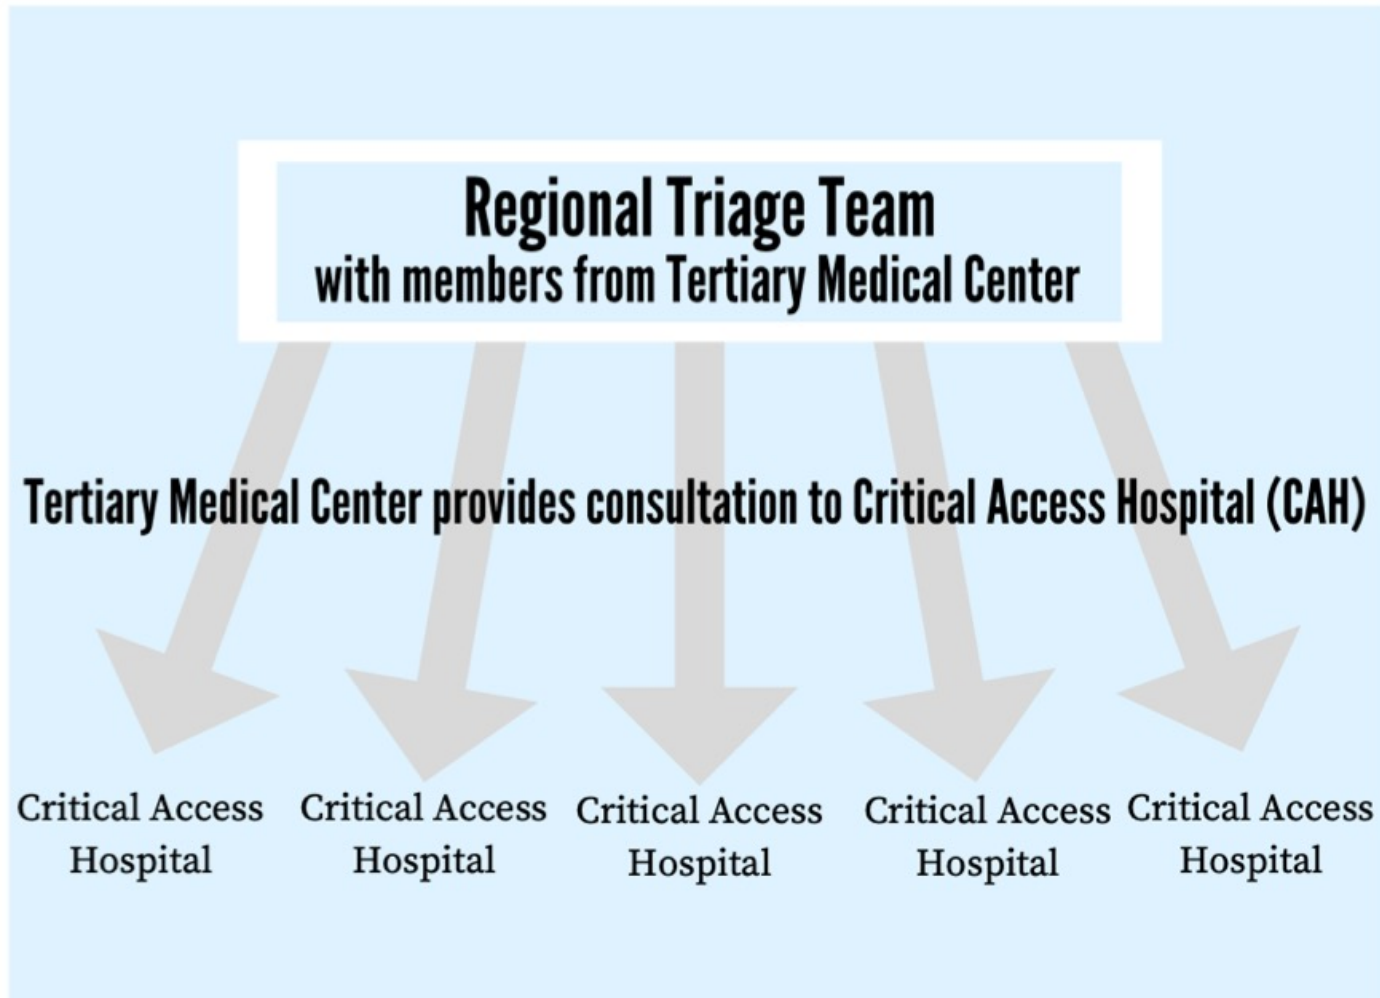 Regional Triage Team
with members from Tertiary Medical Center
Tertiary Medical Center provides consultation to Critical Access Hospital (CAH)
Critical Access
Hospital
Critical Access
Hospital
Critical Access
Hospital
Critical Access
Hospital
Critical Access
Hospital